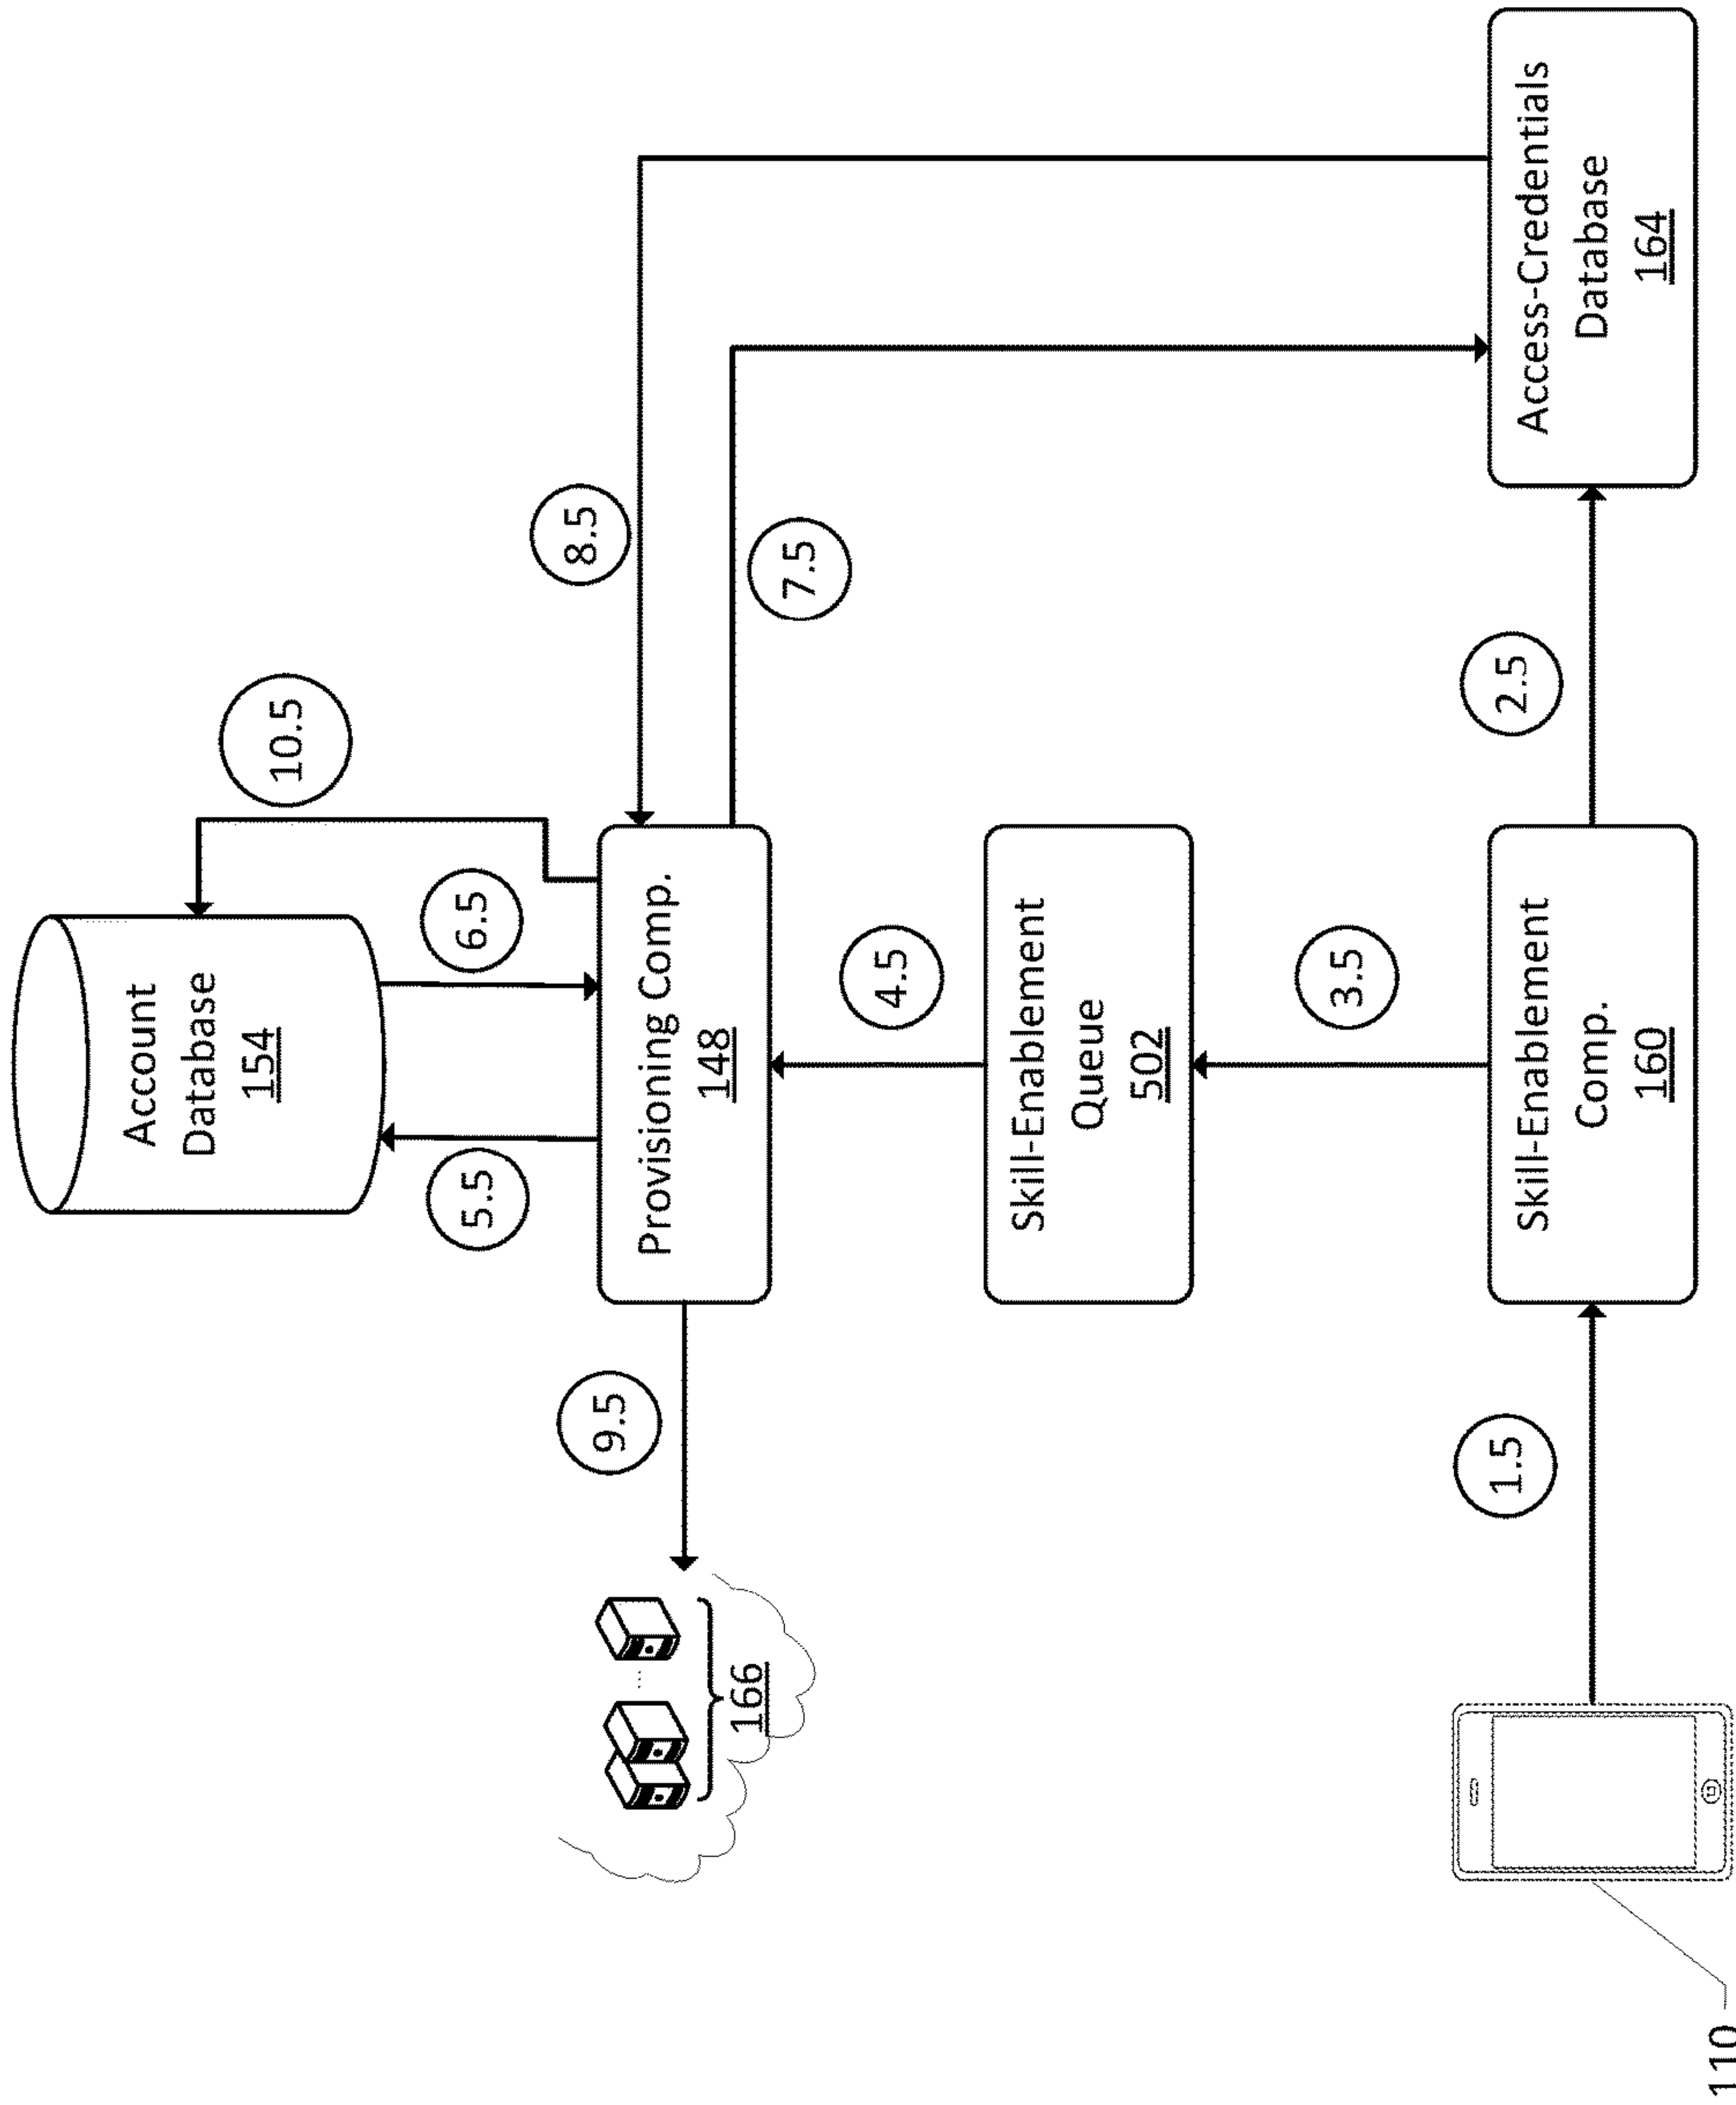 Account
Database
154
10.5
5.5
6.5
8.5
9.5
Provisioning Comp.
148
7.5
166
4.5
Skill-Enablement
Queue
502
3.5
1.5
2.5
Skill-Enablement
Comp.
160
Access-Credentials
Database
164
110